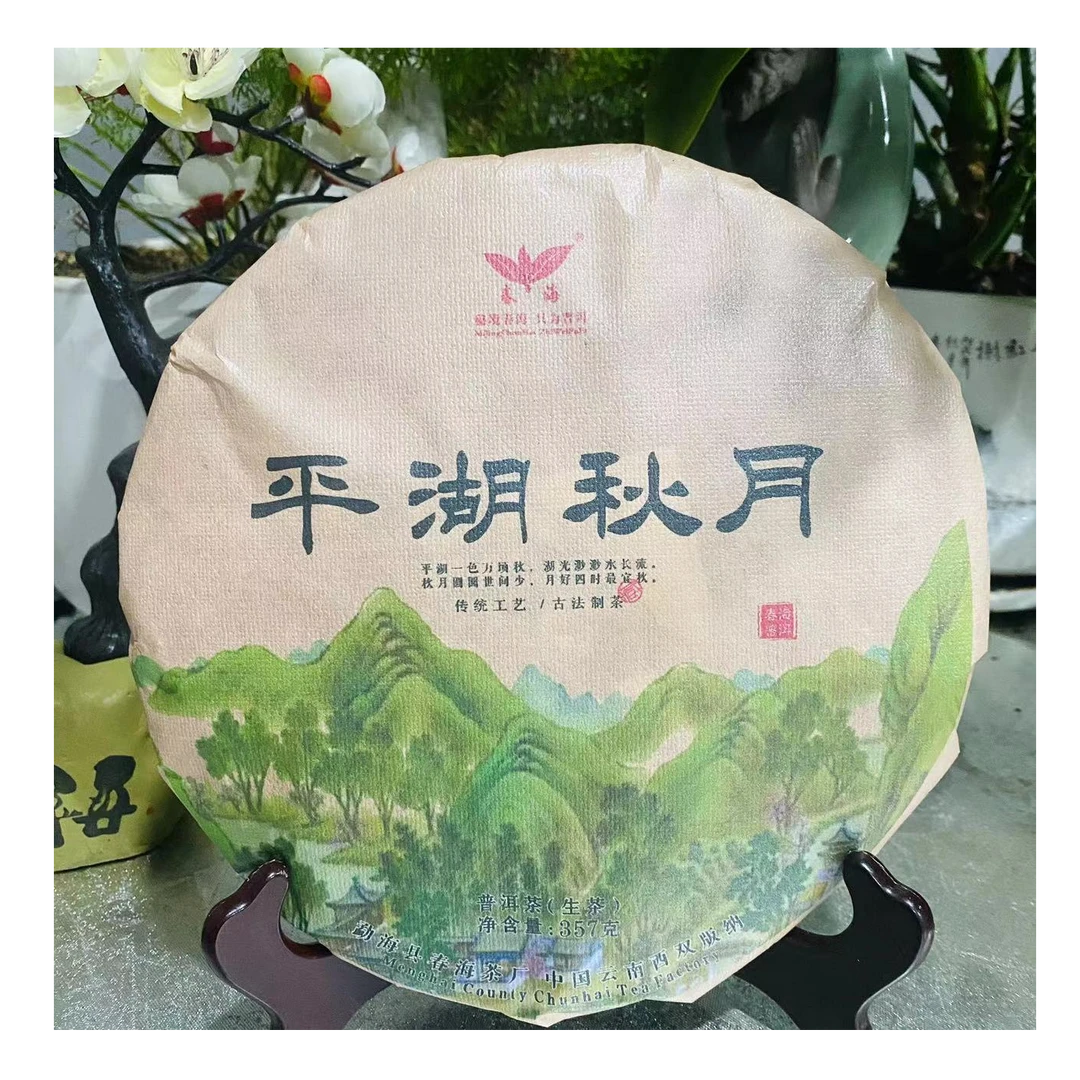 春海
平湖秋月
平湖一色万顷秋，湖光渺渺水长流。
秋月圆圆世间少，月好四时最宜秋。
传统工艺 / 古法制茶
普洱茶(生茶)
净含量:357克
勐海县春海茶厂 中国云南西双版纳
Menghai County Chunhai Tea Factory